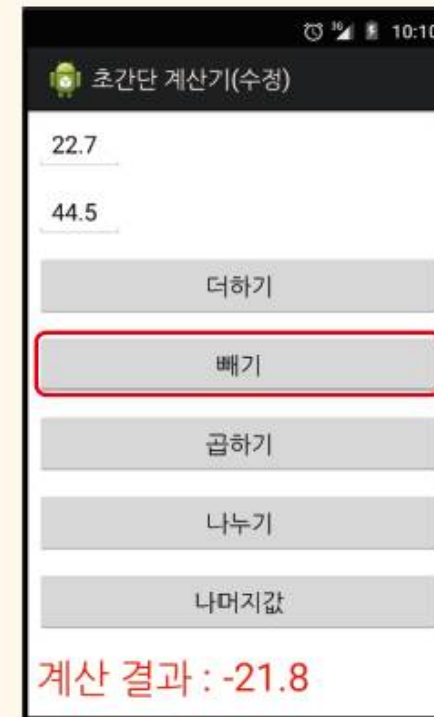 10:10
초간단 계산기(수정)
22.7
44.5
더하기
빼기
곱하기
나누기
나머지값
계산 결과 : -21.8